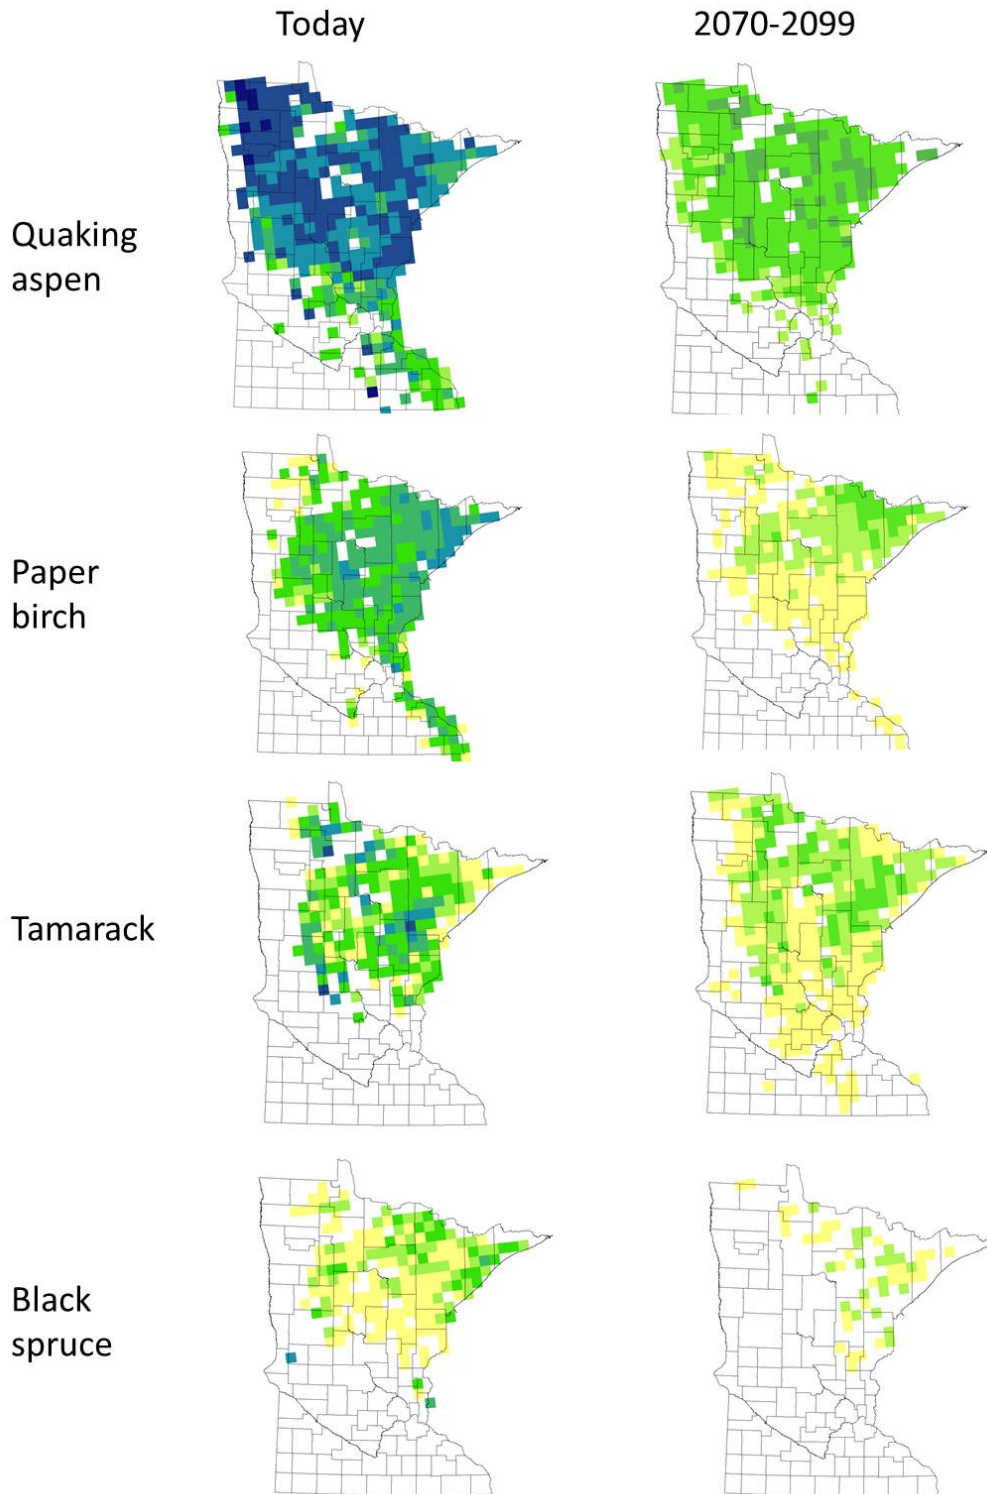 Today
2070-2099
Quaking
aspen
Paper
birch
Tamarack
Black
spruce